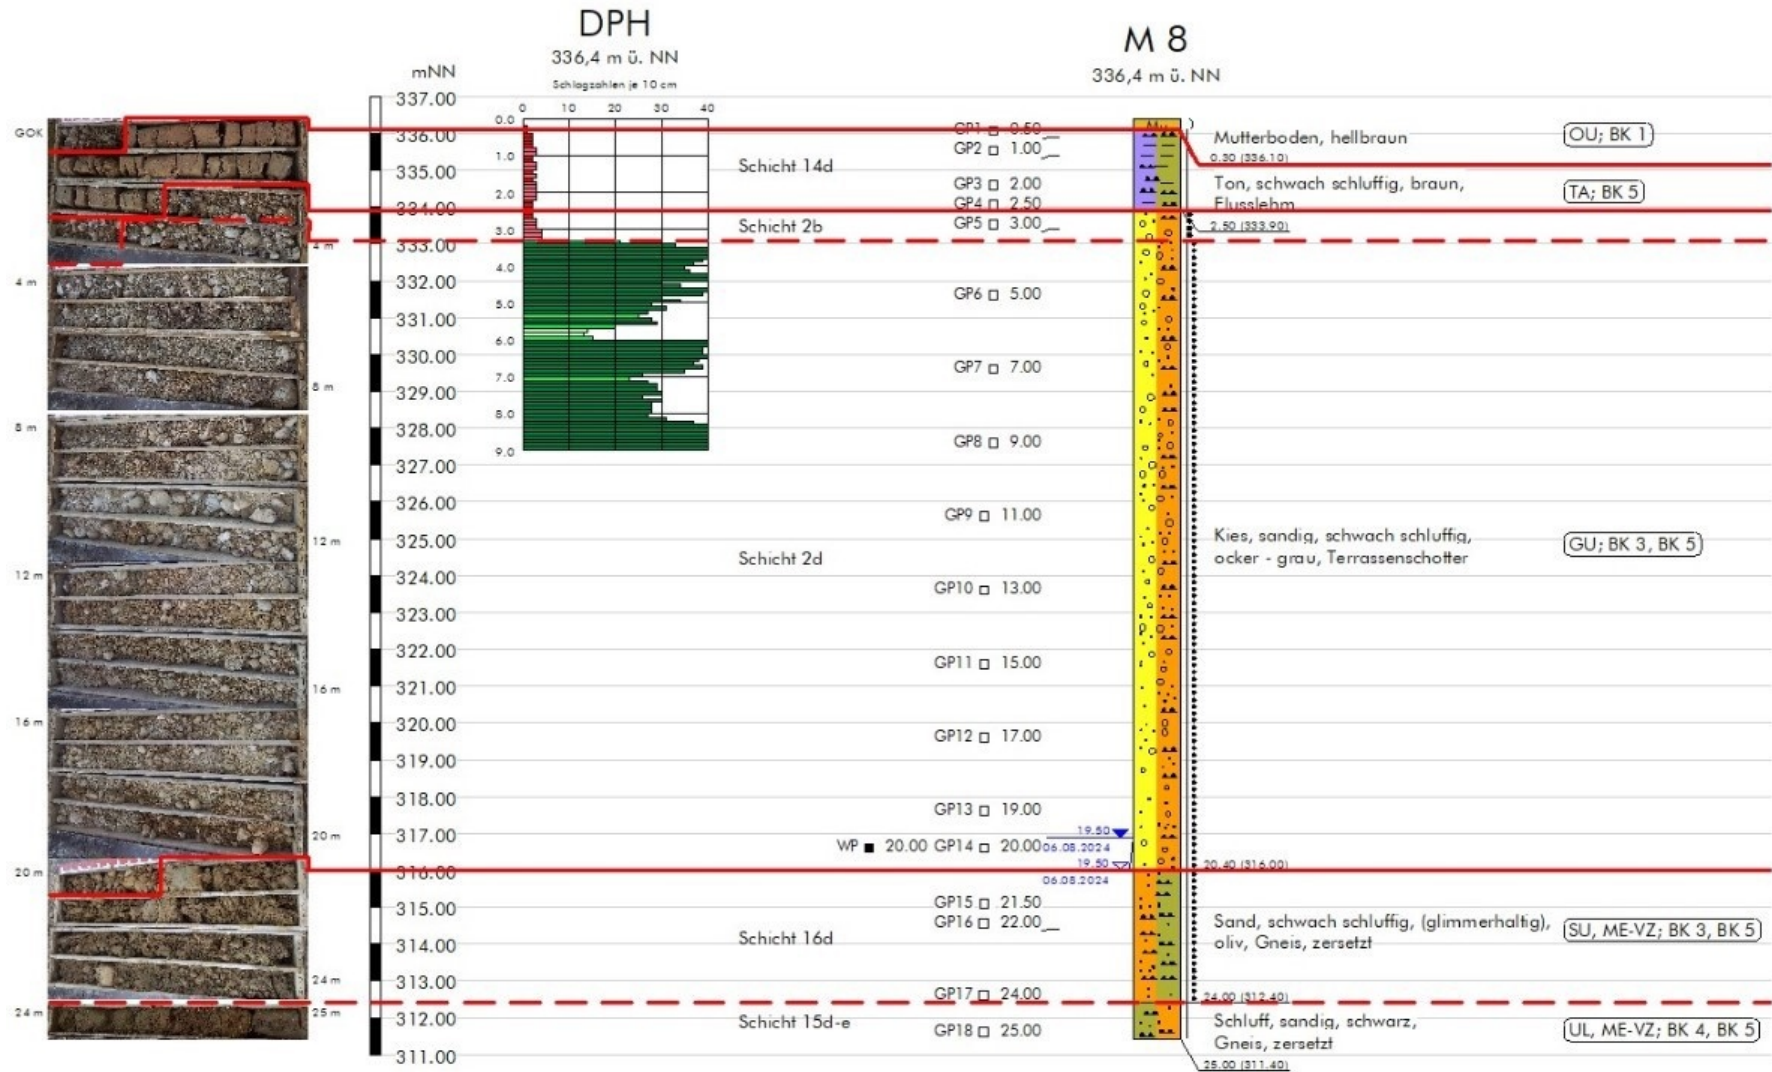 DPH
336,4 m ü. NN
Schlagzahlen je 10 cm
0 10 20 30 40
0.0
1.0
2.0
3.0
4.0
5.0
6.0
7.0
8.0
9.0
M 8
336,4 m ü. NN
mNN
337.00
336.00
335.00
334.00
333.00
332.00
331.00
330.00
329.00
328.00
327.00
326.00
325.00
324.00
323.00
322.00
321.00
320.00
319.00
318.00
317.00
316.00
315.00
314.00
313.00
312.00
311.00
GOK
4 m
4 m
8 m
8 m
12 m
12 m
16 m
16 m
20 m
20 m
24 m
24 m
25 m
Schicht 14d
Schicht 2b
Schicht 2d
Schicht 16d
Schicht 15d-e
GP1 0.50
GP2 1.00
GP3 2.00
GP4 2.50
GP5 3.00
GP6 5.00
GP7 7.00
GP8 9.00
GP9 11.00
GP10 13.00
GP11 15.00
GP12 17.00
GP13 19.00
WP 20.00 GP14 20.00
GP15 21.50
GP16 22.00
GP17 24.00
GP18 25.00
19.50
06.08.2024
19.50
06.08.2024
Mu
Mutterboden, hellbraun
OU; BK 1
0.30 (336.10)
Ton, schwach schluffig, braun,
Flusslehm
TA; BK 5
2.50 (333.90)
Kies, sandig, schwach schluffig,
ocker - grau, Terrassenschotter
GU; BK 3, BK 5
20.40 (316.00)
Sand, schwach schluffig, (glimmerhaltig),
oliv, Gneis, zersetzt
SU, ME-VZ; BK 3, BK 5
24.00 (312.40)
Schluff, sandig, schwarz,
Gneis, zersetzt
UL, ME-VZ; BK 4, BK 5
25.00 (311.40)